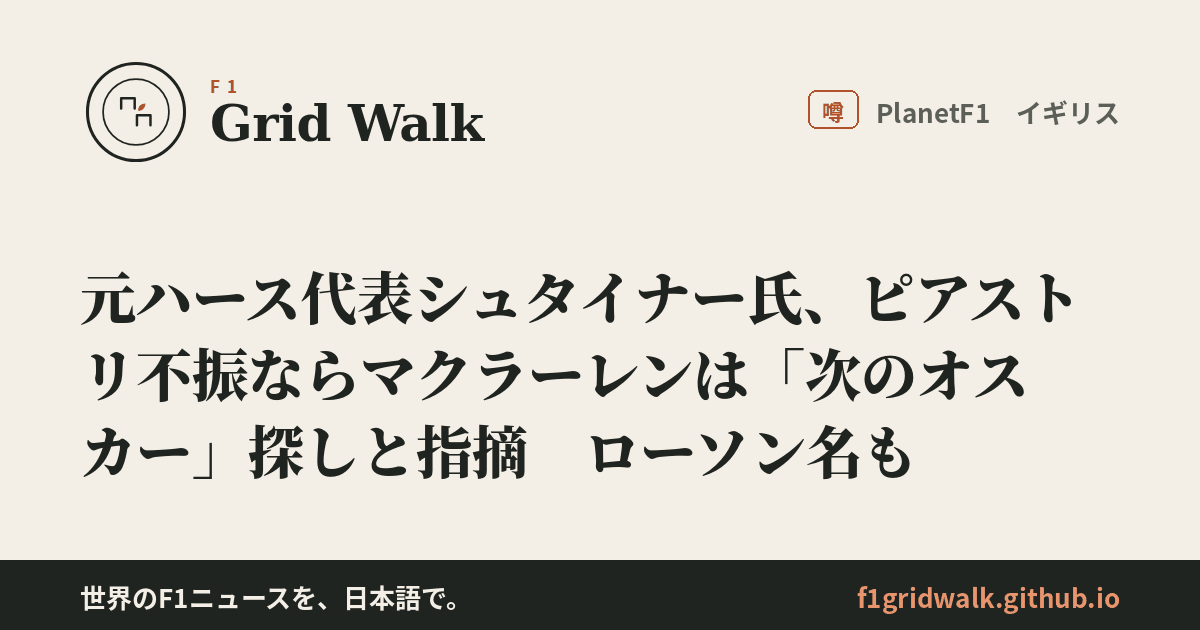 F1
Grid Walk
噂 PlanetF1 イギリス
元ハース代表シュタイナー氏、ピアスト
リ不振ならマクラーレンは「次のオス
カー」探しと指摘　ローソン名も
世界のF1ニュースを、日本語で。
f1gridwalk.github.io